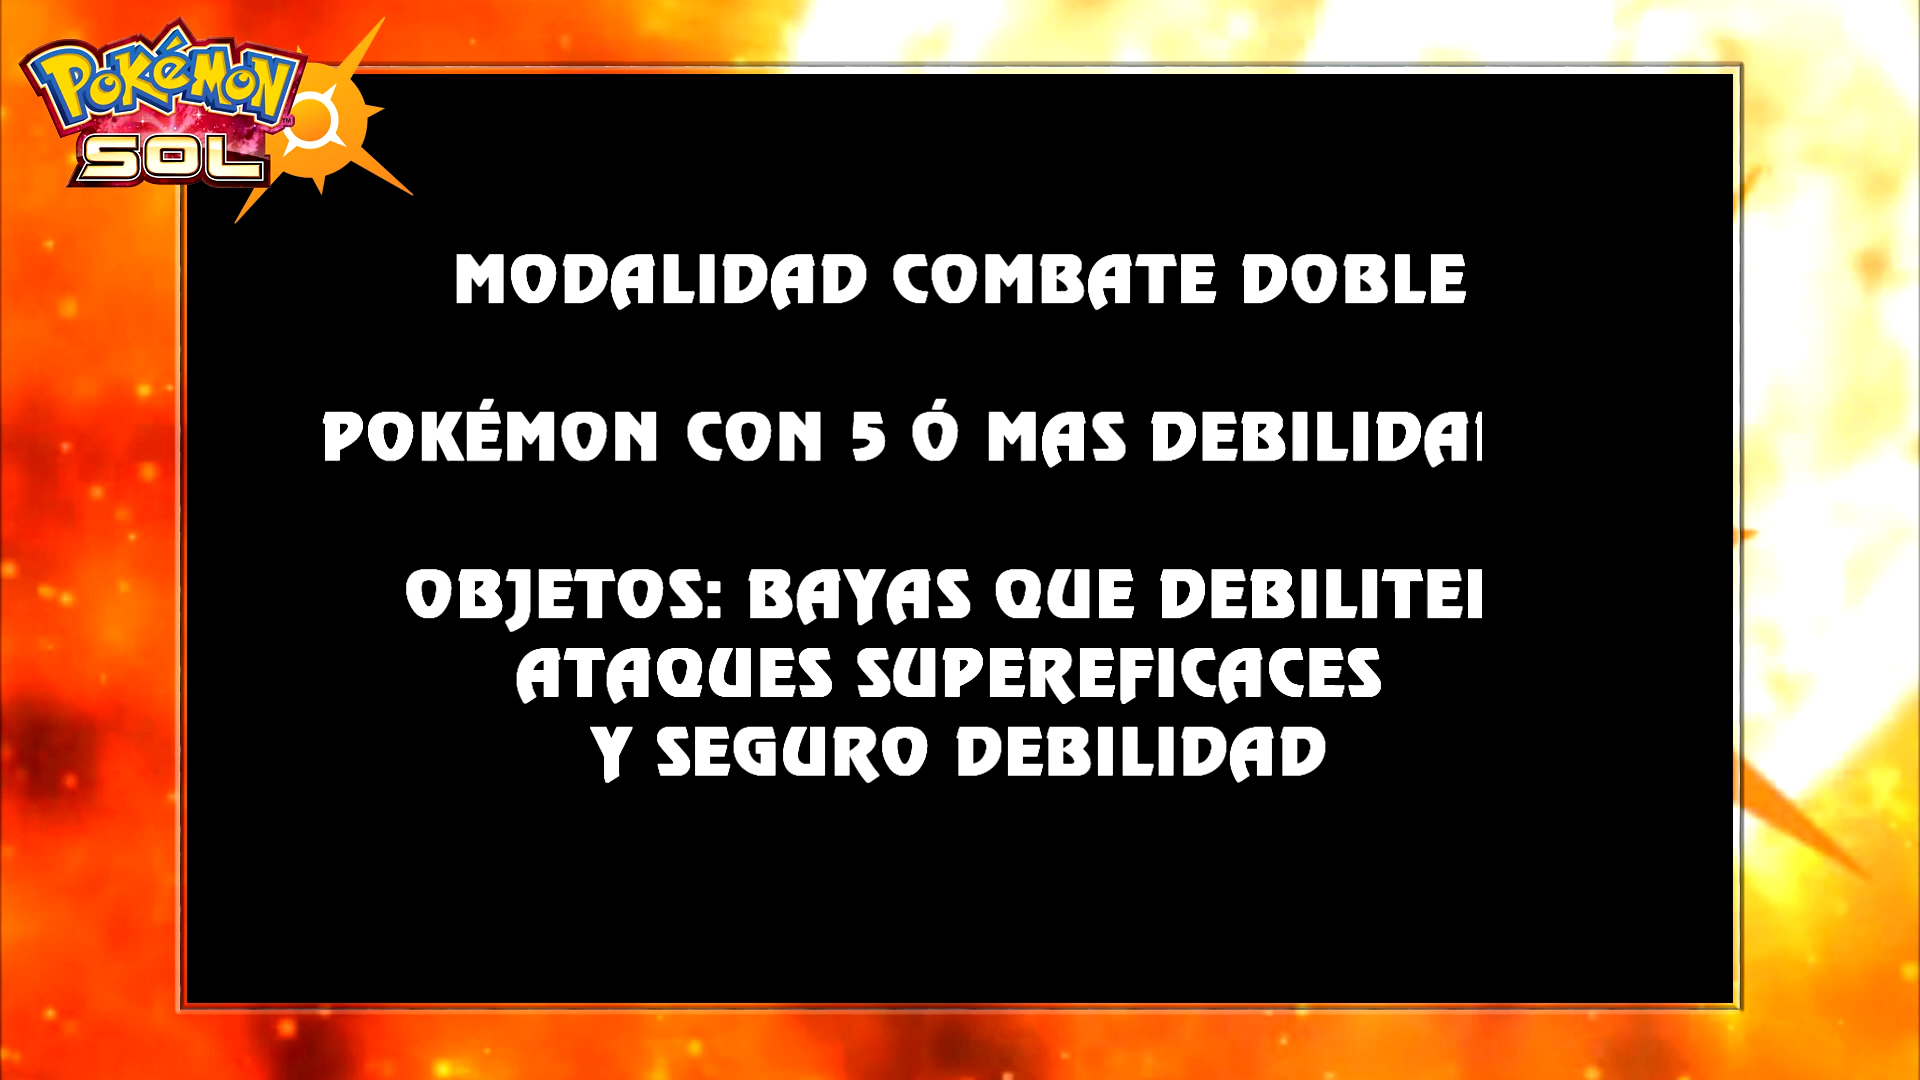 POKÉMON
SOL
MODALIDAD COMBATE DOBLE
POKÉMON CON 5 Ó MAS
OBJETOS: BAYAS QUE
ATAQUES SUPEREFICACES
Y SEGURO DEBILIDAD